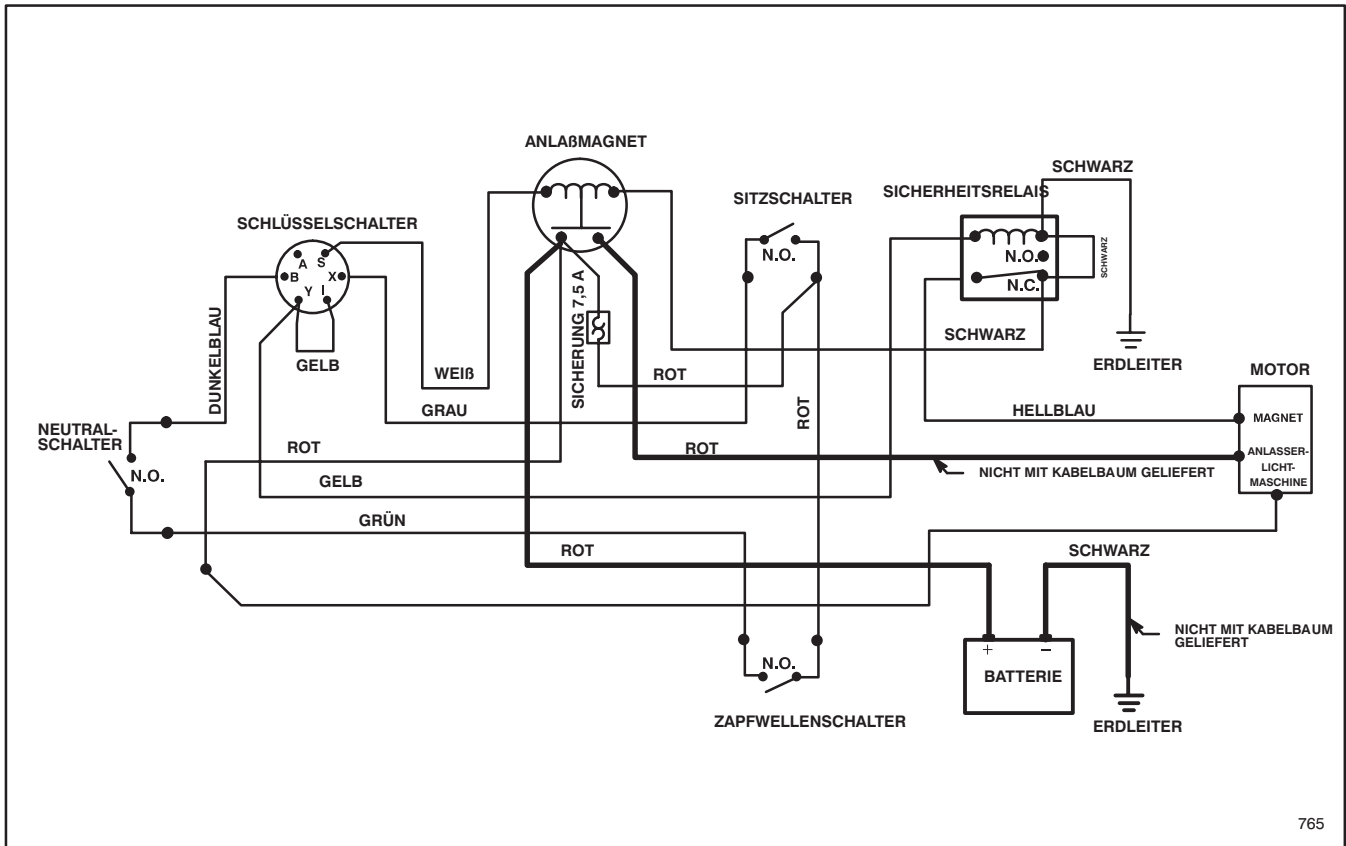 ANLAßMAGNET
SCHWARZ
SITZSCHALTER
SICHERHEITSRELAIS
SCHLÜSSELSCHALTER
A
S
B
X
Y
I
N.O.
N.O.
SCHWARZ
N.C.
DUNKELBLAU
GELB
SICHERUNG 7,5 A
SCHWARZ
ERDLEITER
WEIß
ROT
MOTOR
GRAU
ROT
HELLBLAU
MAGNET
NEUTRAL-
SCHALTER
N.O.
ROT
ROT
ANLASSER-
LICHT-
MASCHINE
NICHT MIT KABELBAUM GELIEFERT
GELB
GRÜN
ROT
SCHWARZ
NICHT MIT KABELBAUM
GELIEFERT
+
−
BATTERIE
N.O.
ZAPFWELLENSCHALTER
ERDLEITER
765